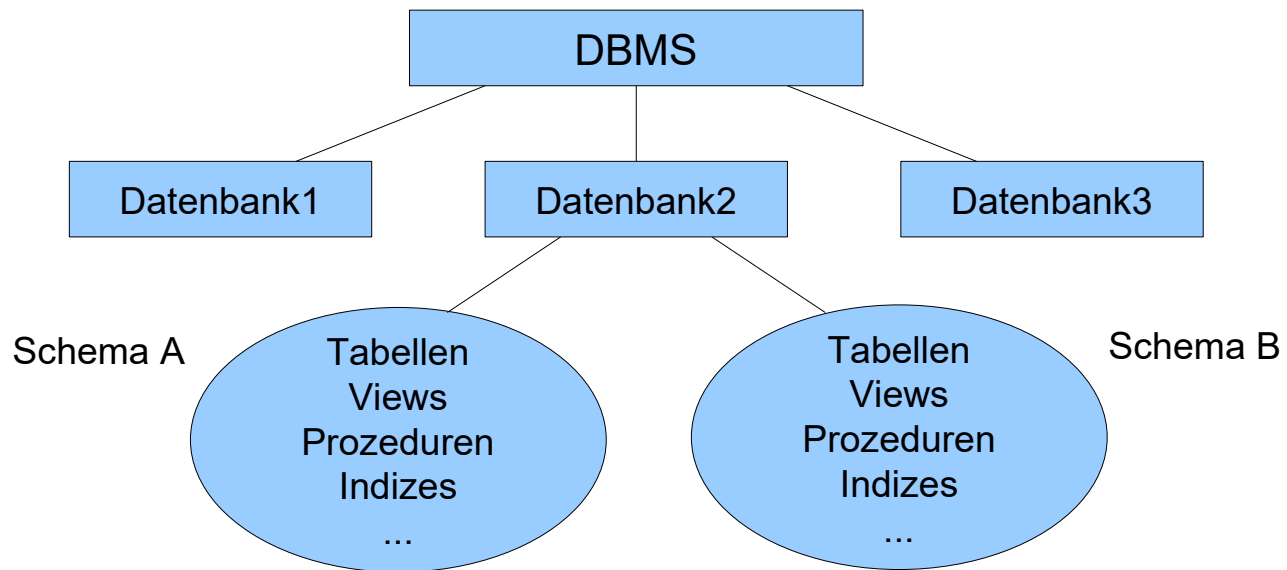 DBMS
Datenbank1
Datenbank2
Datenbank3
Schema A
Tabellen
Views
Prozeduren
Indizes
...
Tabellen
Views
Prozeduren
Indizes
...
Schema B